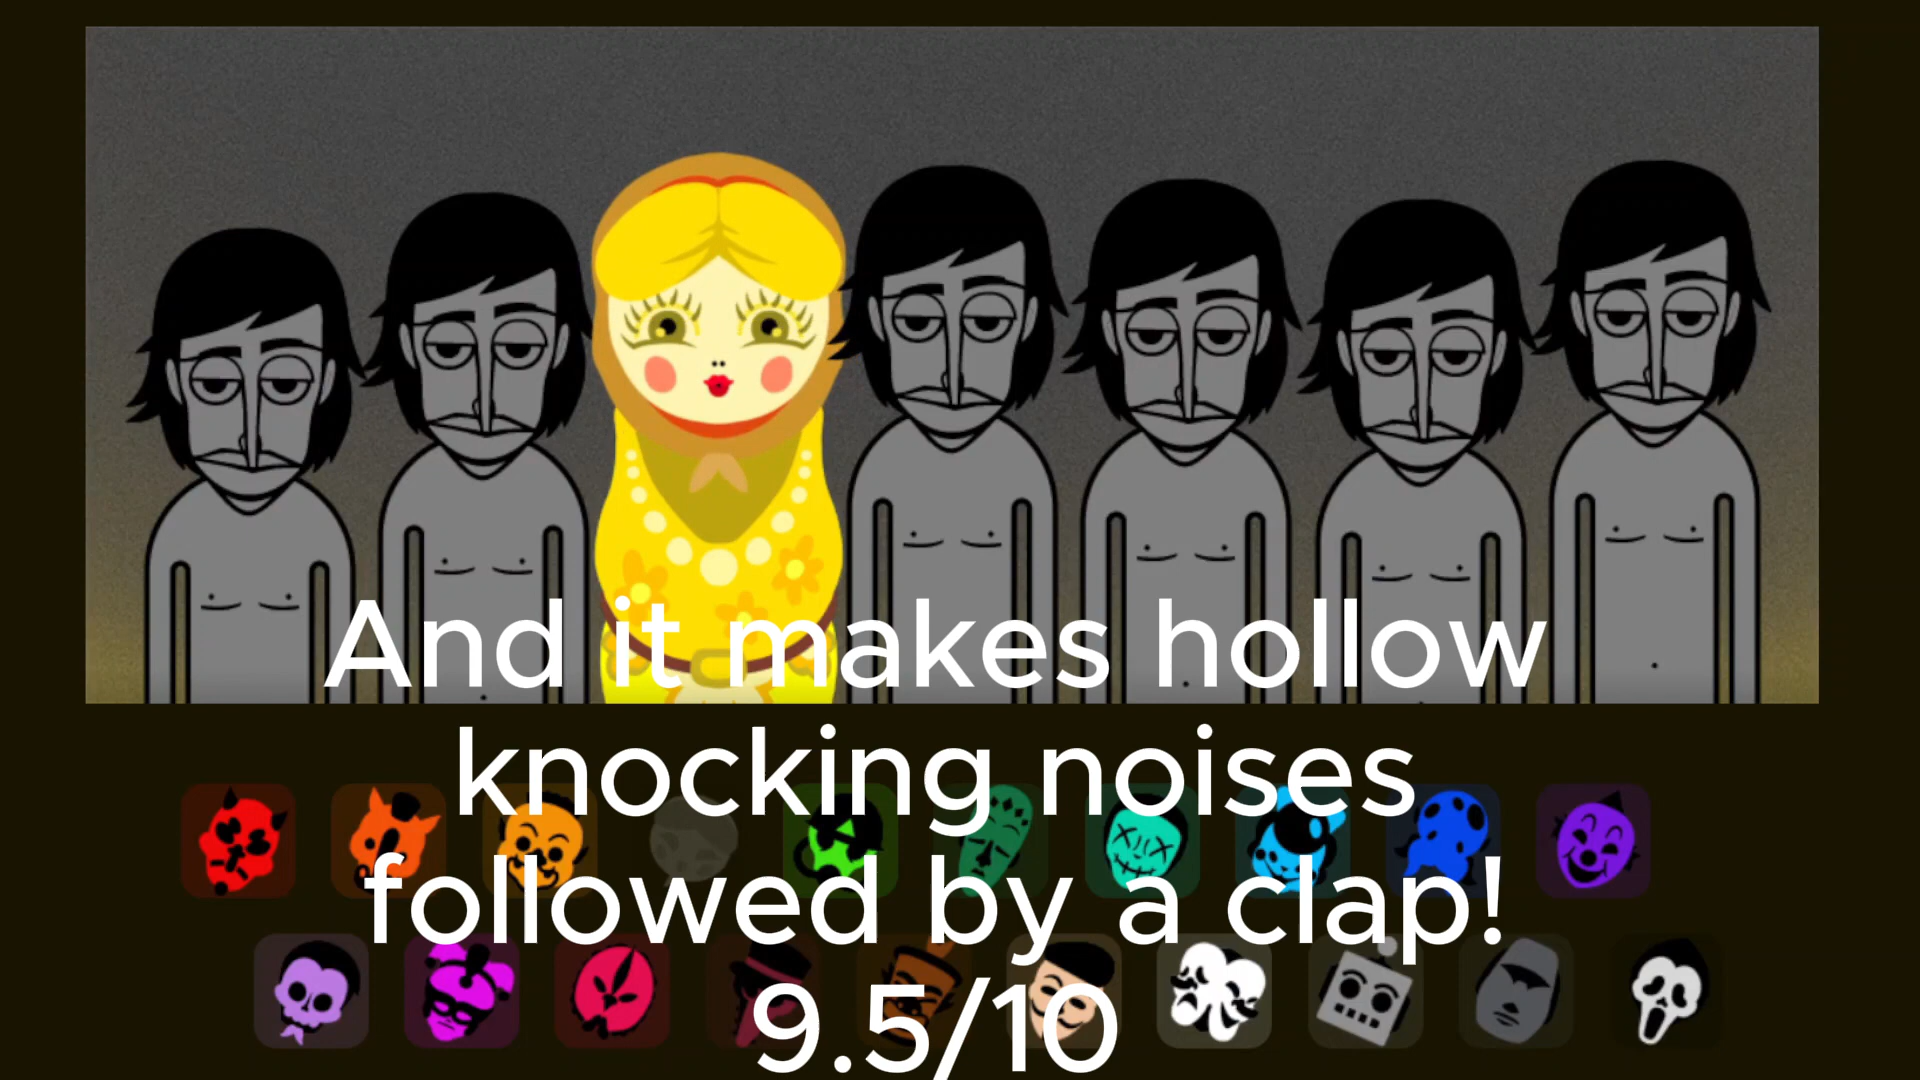 And it makes hollow
knocking noises
followed by a clap!
9.5/10